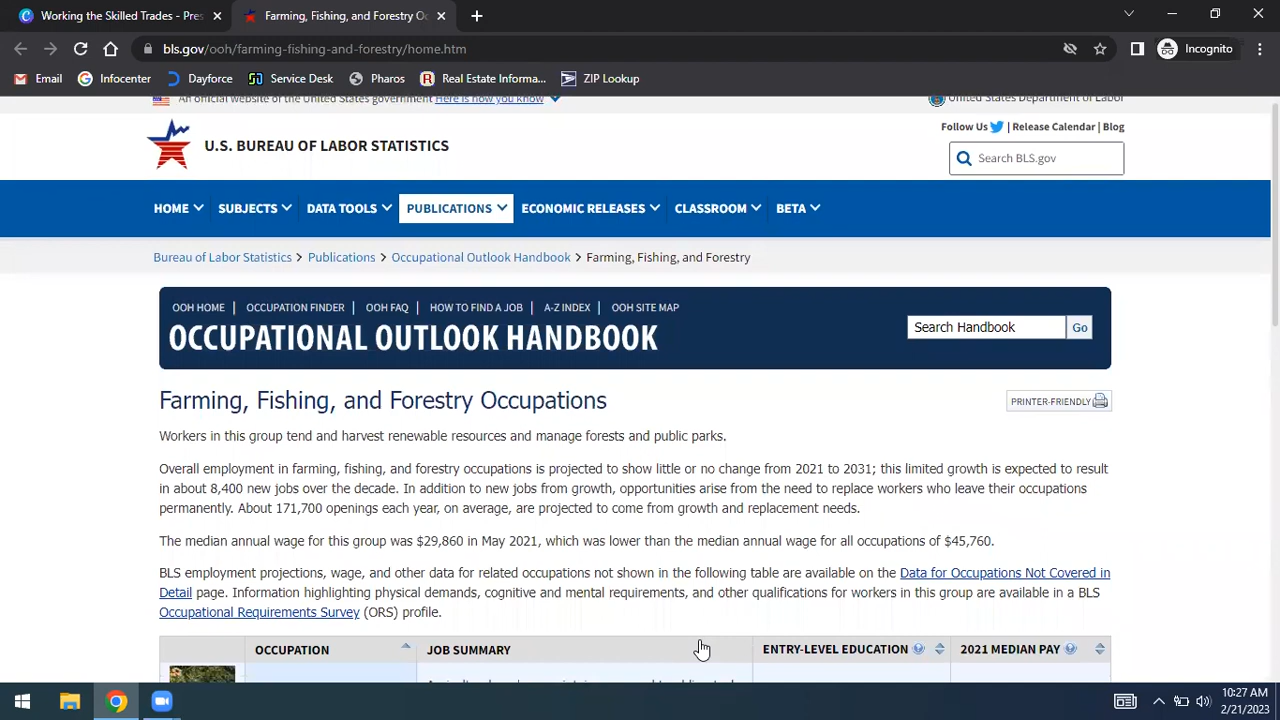 Working the Skilled Trades - Pres
Farming, Fishing, and Forestry Oc
bls.gov/ooh/farming-fishing-and-forestry/home.htm
Incognito
Email
Infocenter
Dayforce
Service Desk
Pharos
Real Estate Informa...
ZIP Lookup
An official website of the United States government Here is how you know
United States Department of Labor
Follow Us | Release Calendar | Blog
U.S. BUREAU OF LABOR STATISTICS
Search BLS.gov
HOME SUBJECTS DATA TOOLS PUBLICATIONS ECONOMIC RELEASES CLASSROOM BETA
Bureau of Labor Statistics > Publications > Occupational Outlook Handbook > Farming, Fishing, and Forestry
OOH HOME | OCCUPATION FINDER | OOH FAQ | HOW TO FIND A JOB | A-Z INDEX | OOH SITE MAP
OCCUPATIONAL OUTLOOK HANDBOOK
Search Handbook Go
Farming, Fishing, and Forestry Occupations
PRINTER-FRIENDLY
Workers in this group tend and harvest renewable resources and manage forests and public parks.
Overall employment in farming, fishing, and forestry occupations is projected to show little or no change from 2021 to 2031; this limited growth is expected to result
in about 8,400 new jobs over the decade. In addition to new jobs from growth, opportunities arise from the need to replace workers who leave their occupations
permanently. About 171,700 openings each year, on average, are projected to come from growth and replacement needs.
The median annual wage for this group was $29,860 in May 2021, which was lower than the median annual wage for all occupations of $45,760.
BLS employment projections, wage, and other data for related occupations not shown in the following table are available on the Data for Occupations Not Covered in
Detail page. Information highlighting physical demands, cognitive and mental requirements, and other qualifications for workers in this group are available in a BLS
Occupational Requirements Survey (ORS) profile.
OCCUPATION JOB SUMMARY ENTRY-LEVEL EDUCATION 2021 MEDIAN PAY
10:27 AM
2/21/2023